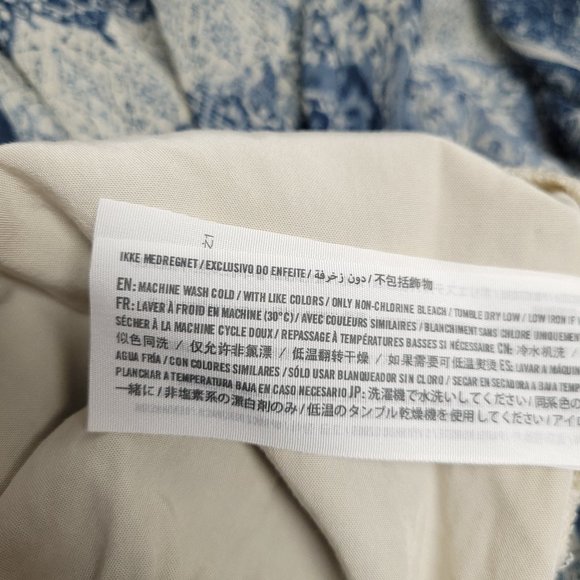 IKKE MEDREGNET / EXCLUSIVO DO ENFEITE / دون زخرفة / 不包括飾物
EN: MACHINE WASH COLD / WITH LIKE COLORS / ONLY NON-CHLORINE BLEACH / TUMBLE DRY LOW / LOW IRON IF
FR: LAVER À FROID EN MACHINE (30°C) / AVEC COULEURS SIMILAIRES / BLANCHIMENT SANS CHLORE UNIQUEMENT
SÉCHER À LA MACHINE CYCLE DOUX / REPASSAGE À TEMPÉRATURES BASSES SI NÉCESSAIRE CN: 冷水机洗 /
似色同洗 / 仅允许非氯漂 / 低温翻转干燥 / 如果需要可低温熨烫 ES: LAVAR A MÁQUINA
AGUA FRÍA / CON COLORES SIMILARES / SÓLO USAR BLANQUEADOR SIN CLORO / SECAR EN SECADORA A BAJA TEMP
PLANCHAR A TEMPERATURA BAJA EN CASO NECESARIO JP: 洗濯機で水洗いしてください / 同系色の
一緒に / 非塩素系の漂白剤のみ / 低温のタンブル乾燥機を使用してください / アイ